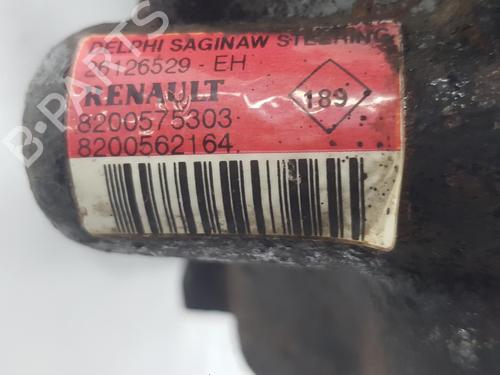 DELPHI SAGINAW STEERING
26126529 - EH
RENAULT
189
8200575303
8200562164
B-PARTS